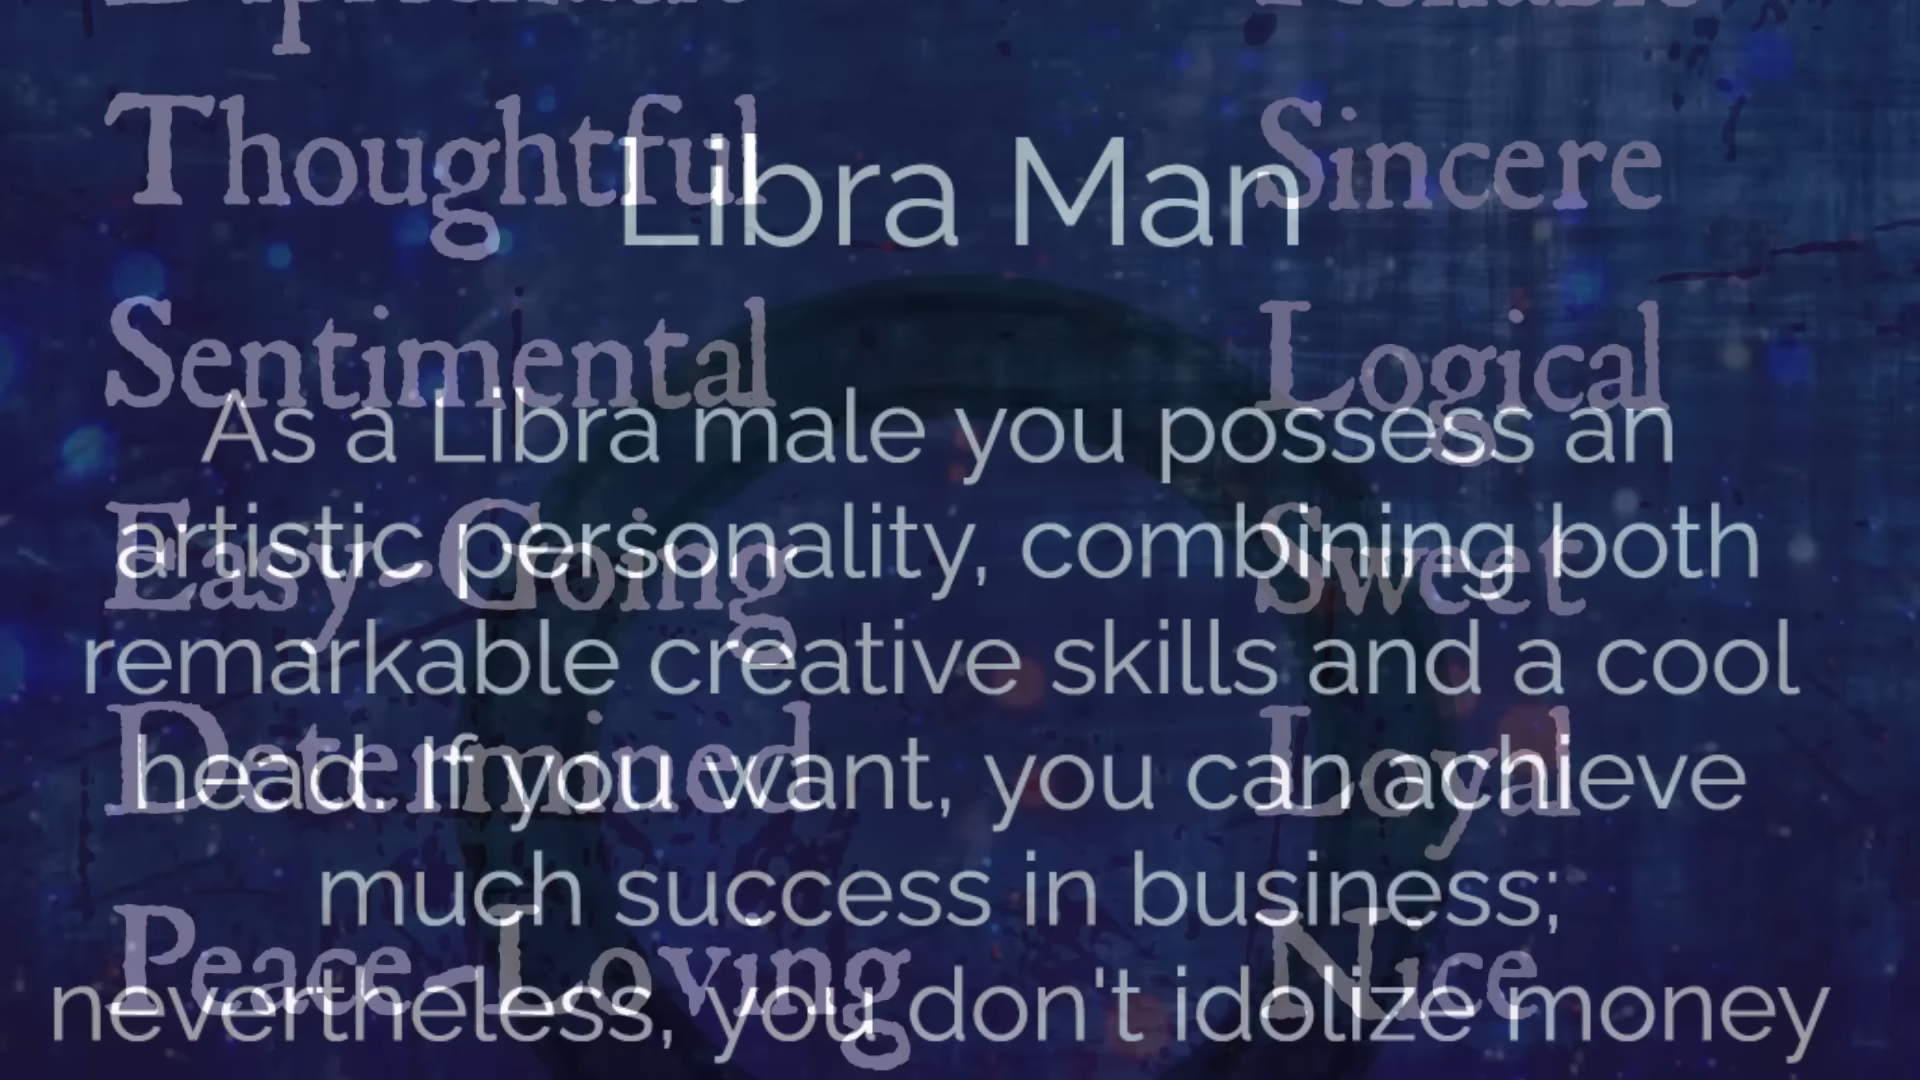 Thoughtful
Sincere
Libra Man
Sentimental
Logical
As a Libra male you possess an
artistic personality, combining both
Easy-Going
Sweet
remarkable creative skills and a cool
head. If you want, you can achieve
Determined
Loyal
much success in business;
Peace-Loving
Nice
nevertheless, you don't idolize money